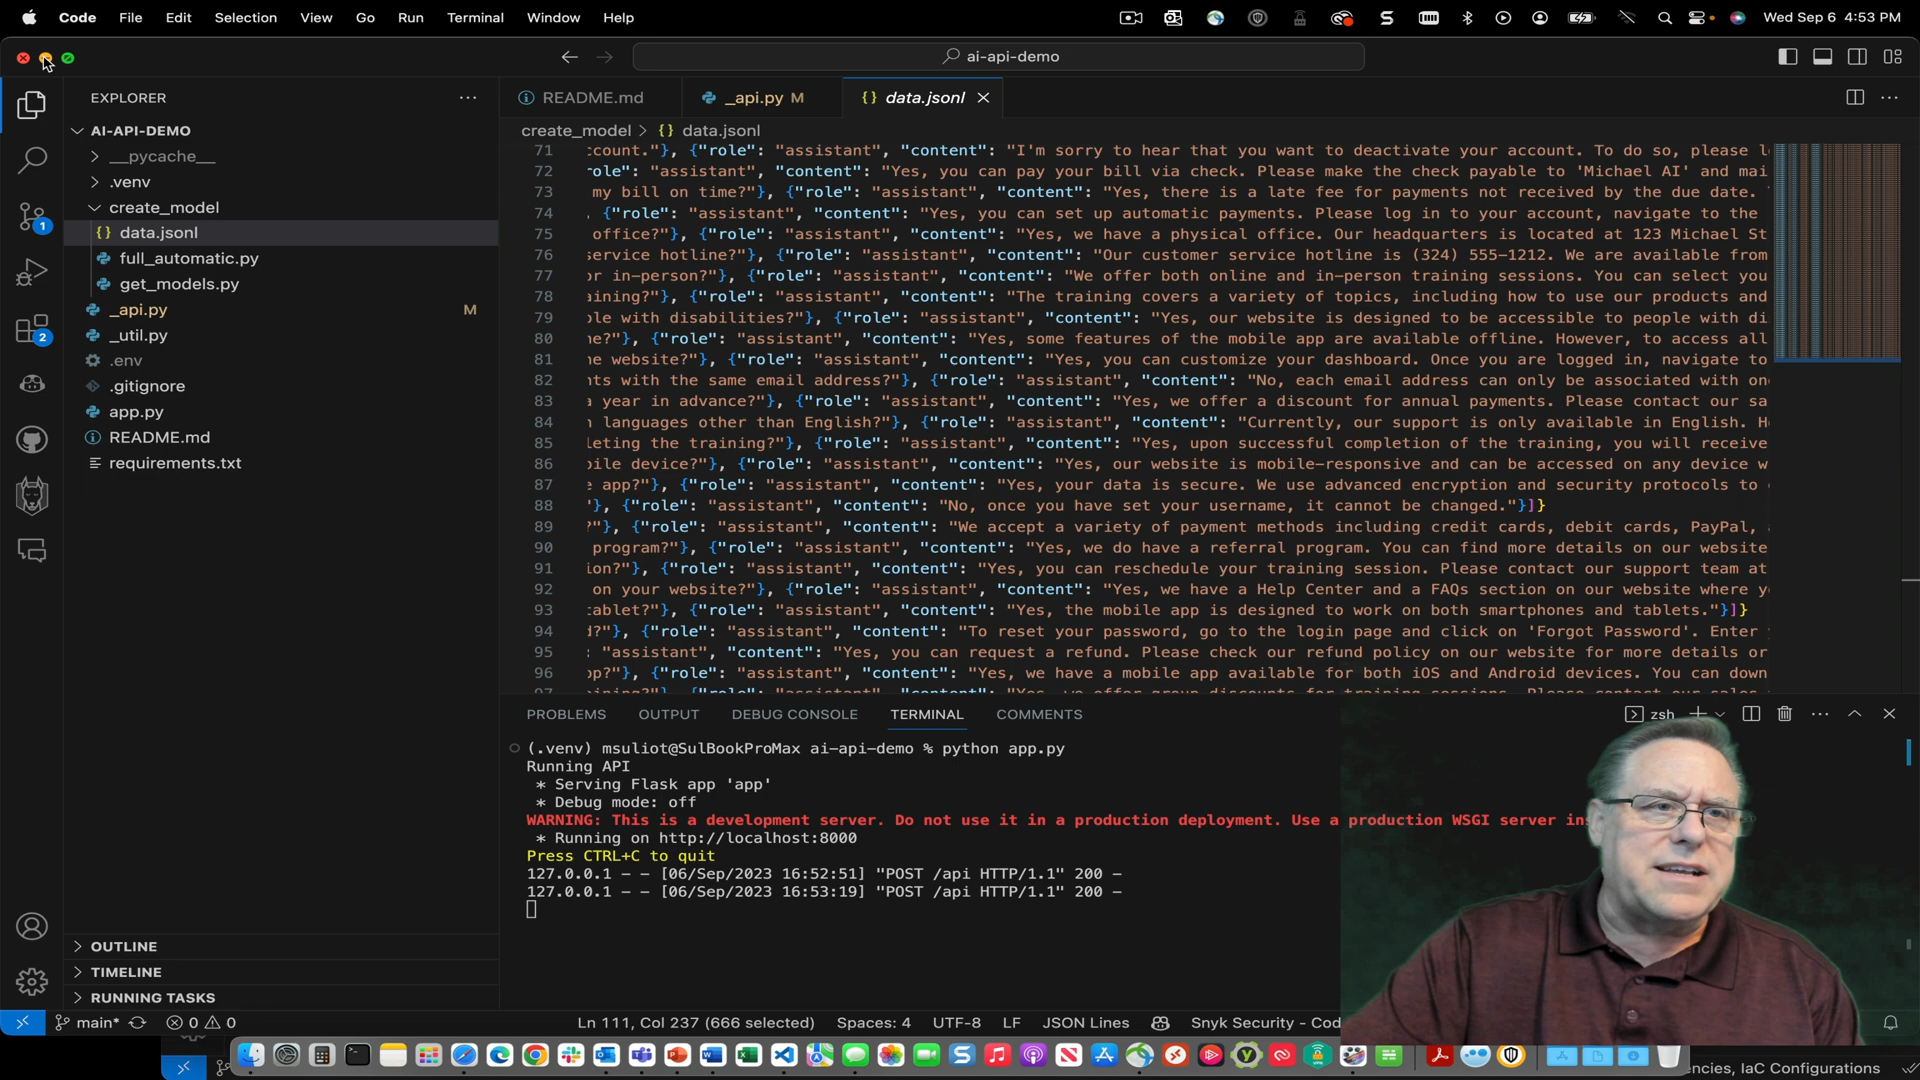 Code File Edit Selection View Go Run Terminal Window Help
Wed Sep 6 4:53 PM
ai-api-demo
EXPLORER
AI-API-DEMO
__pycache__
.venv
create_model
data.jsonl
full_automatic.py
get_models.py
_api.py M
_util.py
.env
.gitignore
app.py
README.md
requirements.txt
OUTLINE
TIMELINE
RUNNING TASKS
1
2
README.md _api.py M data.jsonl
create_model > {} data.jsonl
71 count."}, {"role": "assistant", "content": "I'm sorry to hear that you want to deactivate your account. To do so, please
72 role": "assistant", "content": "Yes, you can pay your bill via check. Please make the check payable to 'Michael AI' and mai
73 my bill on time?"}, {"role": "assistant", "content": "Yes, there is a late fee for payments not received by the due date.
74 , {"role": "assistant", "content": "Yes, you can set up automatic payments. Please log in to your account, navigate to the
75 office?"}, {"role": "assistant", "content": "Yes, we have a physical office. Our headquarters is located at 123 Michael St
76 service hotline?"}, {"role": "assistant", "content": "Our customer service hotline is (324) 555-1212. We are available from
77 or in-person?"}, {"role": "assistant", "content": "We offer both online and in-person training sessions. You can select you
78 aining?"}, {"role": "assistant", "content": "The training covers a variety of topics, including how to use our products and
79 le with disabilities?"}, {"role": "assistant", "content": "Yes, our website is designed to be accessible to people with di
80 ne?"}, {"role": "assistant", "content": "Yes, some features of the mobile app are available offline. However, to access all
81 he website?"}, {"role": "assistant", "content": "Yes, you can customize your dashboard. Once you are logged in, navigate to
82 nts with the same email address?"}, {"role": "assistant", "content": "No, each email address can only be associated with on
83 a year in advance?"}, {"role": "assistant", "content": "Yes, we offer a discount for annual payments. Please contact our sa
84 n languages other than English?"}, {"role": "assistant", "content": "Currently, our support is only available in English. H
85 leting the training?"}, {"role": "assistant", "content": "Yes, upon successful completion of the training, you will receive
86 bile device?"}, {"role": "assistant", "content": "Yes, our website is mobile-responsive and can be accessed on any device w
87 e app?"}, {"role": "assistant", "content": "Yes, your data is secure. We use advanced encryption and security protocols to
88 "}, {"role": "assistant", "content": "No, once you have set your username, it cannot be changed."}]}
89 ?"}, {"role": "assistant", "content": "We accept a variety of payment methods including credit cards, debit cards, PayPal,
90 program?"}, {"role": "assistant", "content": "Yes, we do have a referral program. You can find more details on our website
91 ion?"}, {"role": "assistant", "content": "Yes, you can reschedule your training session. Please contact our support team at
92 on your website?"}, {"role": "assistant", "content": "Yes, we have a Help Center and a FAQs section on our website where y
93 tablet?"}, {"role": "assistant", "content": "Yes, the mobile app is designed to work on both smartphones and tablets."}]}
94 d?"}, {"role": "assistant", "content": "To reset your password, go to the login page and click on 'Forgot Password'. Enter
95 : "assistant", "content": "Yes, you can request a refund. Please check our refund policy on our website for more details or
96 pp?"}, {"role": "assistant", "content": "Yes, we have a mobile app available for both iOS and Android devices. You can down
PROBLEMS OUTPUT DEBUG CONSOLE TERMINAL COMMENTS
zsh
(.venv) msuliot@SulBookProMax ai-api-demo % python app.py
Running API
* Serving Flask app 'app'
* Debug mode: off
WARNING: This is a development server. Do not use it in a production deployment. Use a production WSGI server ins
* Running on http://localhost:8000
Press CTRL+C to quit
127.0.0.1 - - [06/Sep/2023 16:52:51] "POST /api HTTP/1.1" 200 -
127.0.0.1 - - [06/Sep/2023 16:53:19] "POST /api HTTP/1.1" 200 -
main* 0 0
Ln 111, Col 237 (666 selected) Spaces: 4 UTF-8 LF JSON Lines Snyk Security - Cod
encies, IaC Configurations